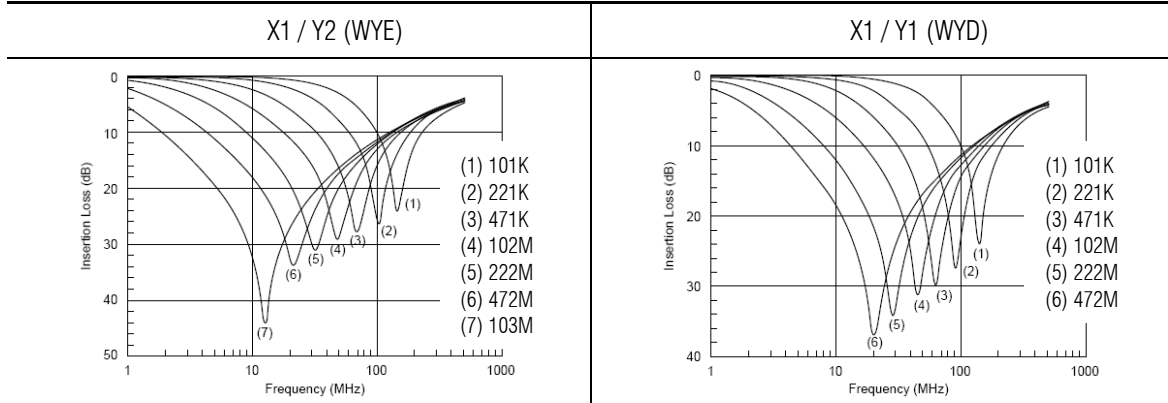 X1 / Y2 (WYE)
0
10
20
30
40
50
Insertion Loss (dB)
1
10
100
1000
Frequency (MHz)
(1)
(2)
(3)
(4)
(5)
(6)
(7)
(1) 101K
(2) 221K
(3) 471K
(4) 102M
(5) 222M
(6) 472M
(7) 103M
X1 / Y1 (WYD)
0
10
20
30
40
Insertion Loss (dB)
1
10
100
1000
Frequency (MHz)
(1)
(2)
(3)
(4)
(5)
(6)
(1) 101K
(2) 221K
(3) 471K
(4) 102M
(5) 222M
(6) 472M